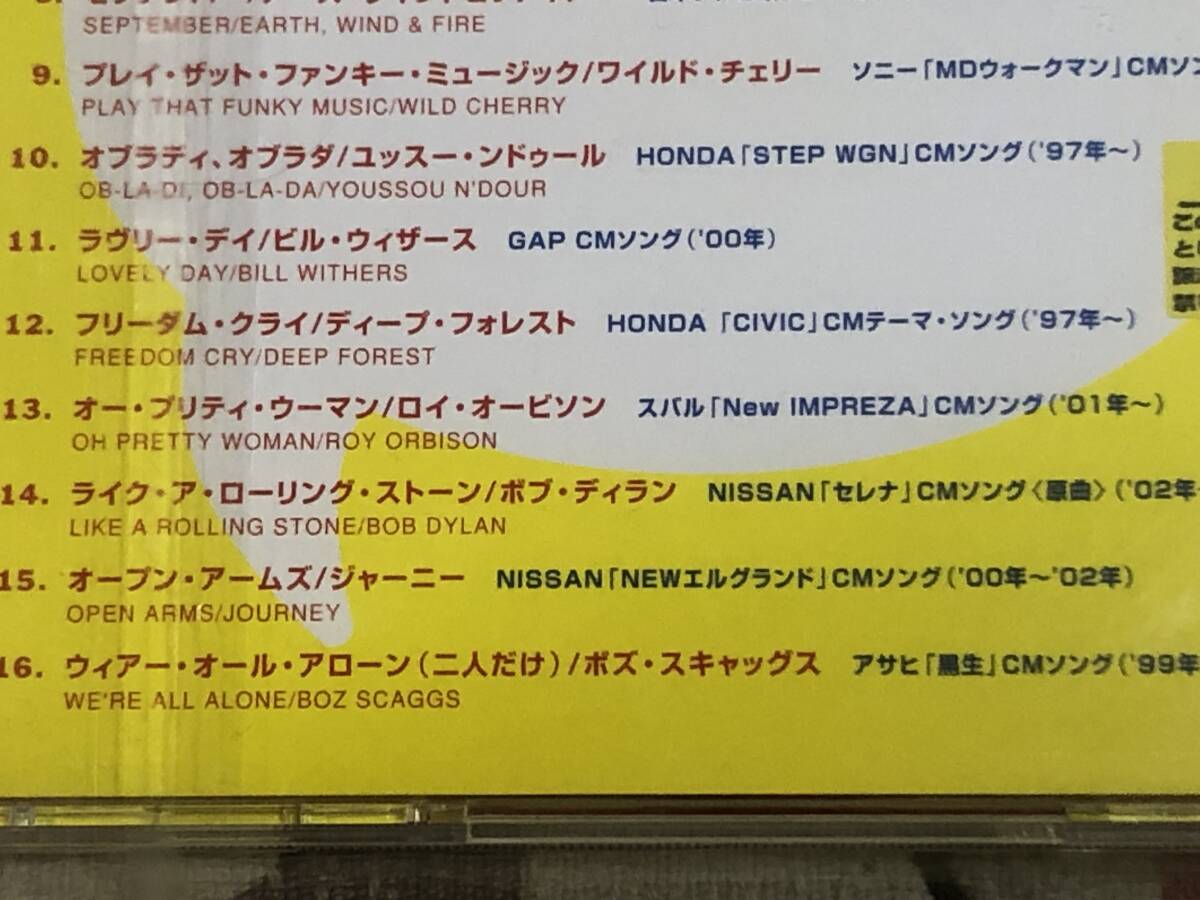 SEPTEMBER/EARTH, WIND & FIRE
9. プレイ・ザット・ファンキー・ミュージック/ワイルド・チェリー ソニー「MDウォークマン」CMソン
PLAY THAT FUNKY MUSIC/WILD CHERRY
10. オブラディ、オブラダ/ユッスー・ンドゥール HONDA「STEP WGN」CMソング('97年〜)
OB-LA-DI, OB-LA-DA/YOUSSOU N'DOUR
11. ラヴリー・デイ/ビル・ウィザース GAP CMソング('00年)
LOVELY DAY/BILL WITHERS
12. フリーダム・クライ/ディープ・フォレスト HONDA 「CIVIC」CMテーマ・ソング('97年〜)
FREEDOM CRY/DEEP FOREST
13. オー・プリティ・ウーマン/ロイ・オービソン スバル「New IMPREZA」CMソング('01年〜)
OH PRETTY WOMAN/ROY ORBISON
14. ライク・ア・ローリング・ストーン/ボブ・ディラン NISSAN「セレナ」CMソング〈原曲〉('02年
LIKE A ROLLING STONE/BOB DYLAN
15. オープン・アームズ/ジャーニー NISSAN「NEWエルグランド」CMソング('00年〜'02年)
OPEN ARMS/JOURNEY
16. ウィアー・オール・アローン(二人だけ)/ボズ・スキャッグス アサヒ「黒生」CMソング('99年
WE'RE ALL ALONE/BOZ SCAGGS